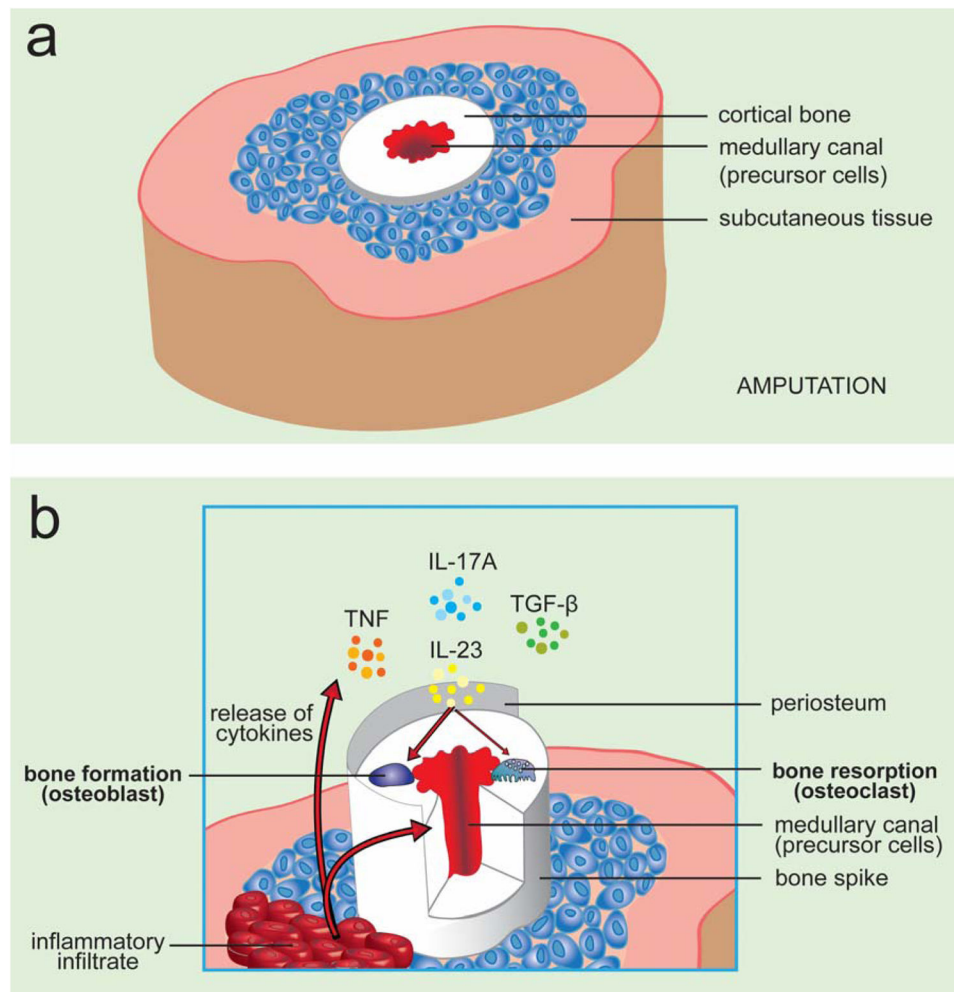 a
cortical bone
medullary canal
(precursor cells)
subcutaneous tissue
AMPUTATION
b
IL-17A
TNF
TGF-β
IL-23
release of
cytokines
periosteum
bone formation
(osteoblast)
bone resorption
(osteoclast)
medullary canal
(precursor cells)
bone spike
inflammatory
infiltrate